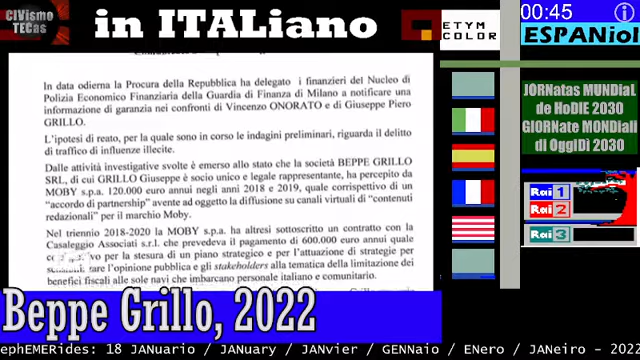 CIVismo
TECas
in ITALiano
ETYM
COLOR
00:45
ESPANiol
JORNatas MUNDiaL
de HoDIE 2030
GIORNate MONDiali
di OggiDì 2030
Rai 1
Rai 2
Rai 3
In data odierna la Procura della Repubblica ha delegato i finanzieri del Nucleo di
Polizia Economico Finanziaria della Guardia di Finanza di Milano a notificare una
informazione di garanzia nei confronti di Vincenzo ONORATO e di Giuseppe Piero
GRILLO.
L'ipotesi di reato, per la quale sono in corso le indagini preliminari, riguarda il delitto
di traffico di influenze illecite.
Dalle attività investigative svolte è emerso allo stato che la società BEPPE GRILLO
SRL, di cui GRILLO Giuseppe è socio unico e legale rappresentante, ha percepito da
MOBY s.p.a. 120.000 euro annui negli anni 2018 e 2019, quale corrispettivo di un
"accordo di partnership" avente ad oggetto la diffusione su canali virtuali di "contenuti
redazionali" per il marchio Moby.
Nel triennio 2018-2020 la MOBY s.p.a. ha altresì sottoscritto un contratto con la
Casaleggio Associati s.r.l. che prevedeva il pagamento di 600.000 euro annui quale
vo per la stesura di un piano strategico e per l'attuazione di strategie per
l'opinione pubblica e gli stakeholders alla tematica della limitazione dei
benefici fiscali alle sole navi che imbarcano personale italiano e comunitario.
Beppe Grillo, 2022
ephEMERides: 18 JANuario / JANuary / JANvier / GENNaio / ENero / JANeiro - 2022